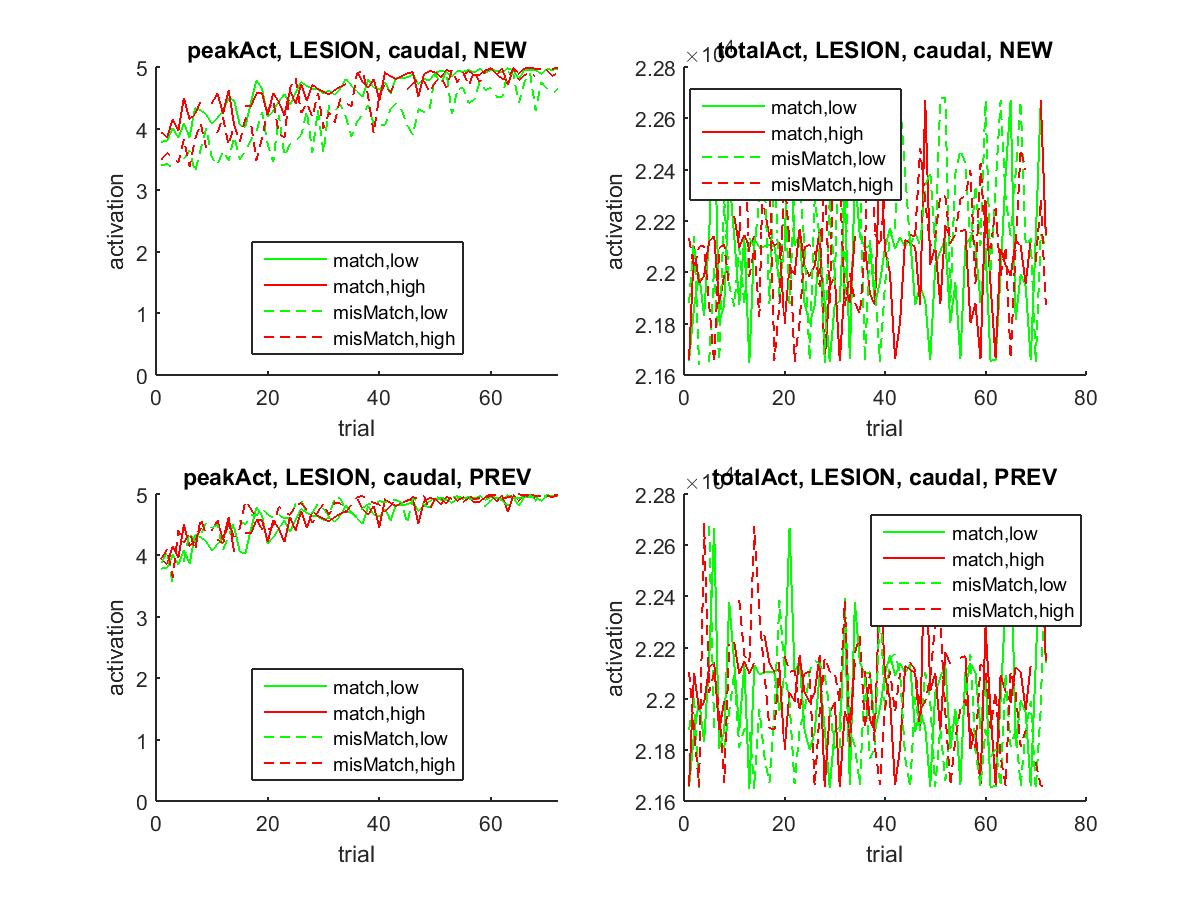 peakAct, LESION, caudal, NEW
5
4
3
2
1
0
activation
match,low
match,high
misMatch,low
misMatch,high
0 20 40 60
trial
totalAct, LESION, caudal, NEW
2.28
2.26
2.24
2.22
2.2
2.18
2.16
activation
match,low
match,high
misMatch,low
misMatch,high
0 20 40 60 80
trial
peakAct, LESION, caudal, PREV
5
4
3
2
1
0
activation
match,low
match,high
misMatch,low
misMatch,high
0 20 40 60
trial
totalAct, LESION, caudal, PREV
2.28
2.26
2.24
2.22
2.2
2.18
2.16
activation
match,low
match,high
misMatch,low
misMatch,high
0 20 40 60 80
trial